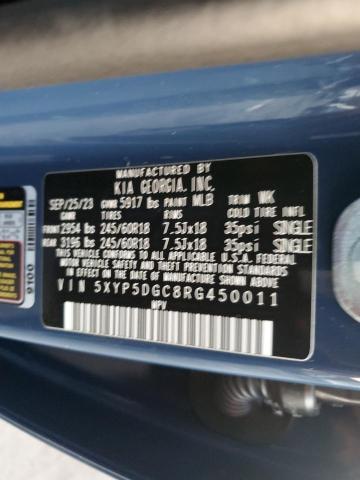 MANUFACTURED BY
KIA GEORGIA, INC.
SEP/25/23 GVWR 5917 lbs PAINT MLB TRIM WK
GAWR TIRES RIMS COLD TIRE INFL
FRONT 2954 lbs 245/60R18 7.5Jx18 35psi SINGLE
REAR 3196 lbs 245/60R18 7.5Jx18 35psi SINGLE
THIS VEHICLE CONFORMS TO ALL APPLICABLE U.S.A. FEDERAL
MOTOR VEHICLE SAFETY AND THEFT PREVENTION STANDARDS
IN EFFECT ON THE DATE OF MANUFACTURE SHOWN ABOVE
VIN 5XYP5DGC8RG450011
MPV
9100